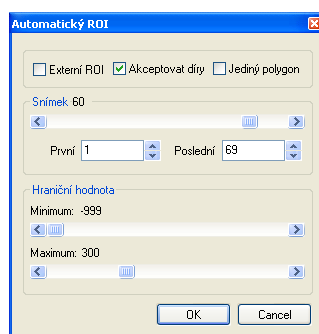 Automatický ROI
Externí ROI Akceptovat díry Jediný polygon
Snímek 60
První 1 Poslední 69
Hraniční hodnota
Minimum: -999
Maximum: 300
OK Cancel